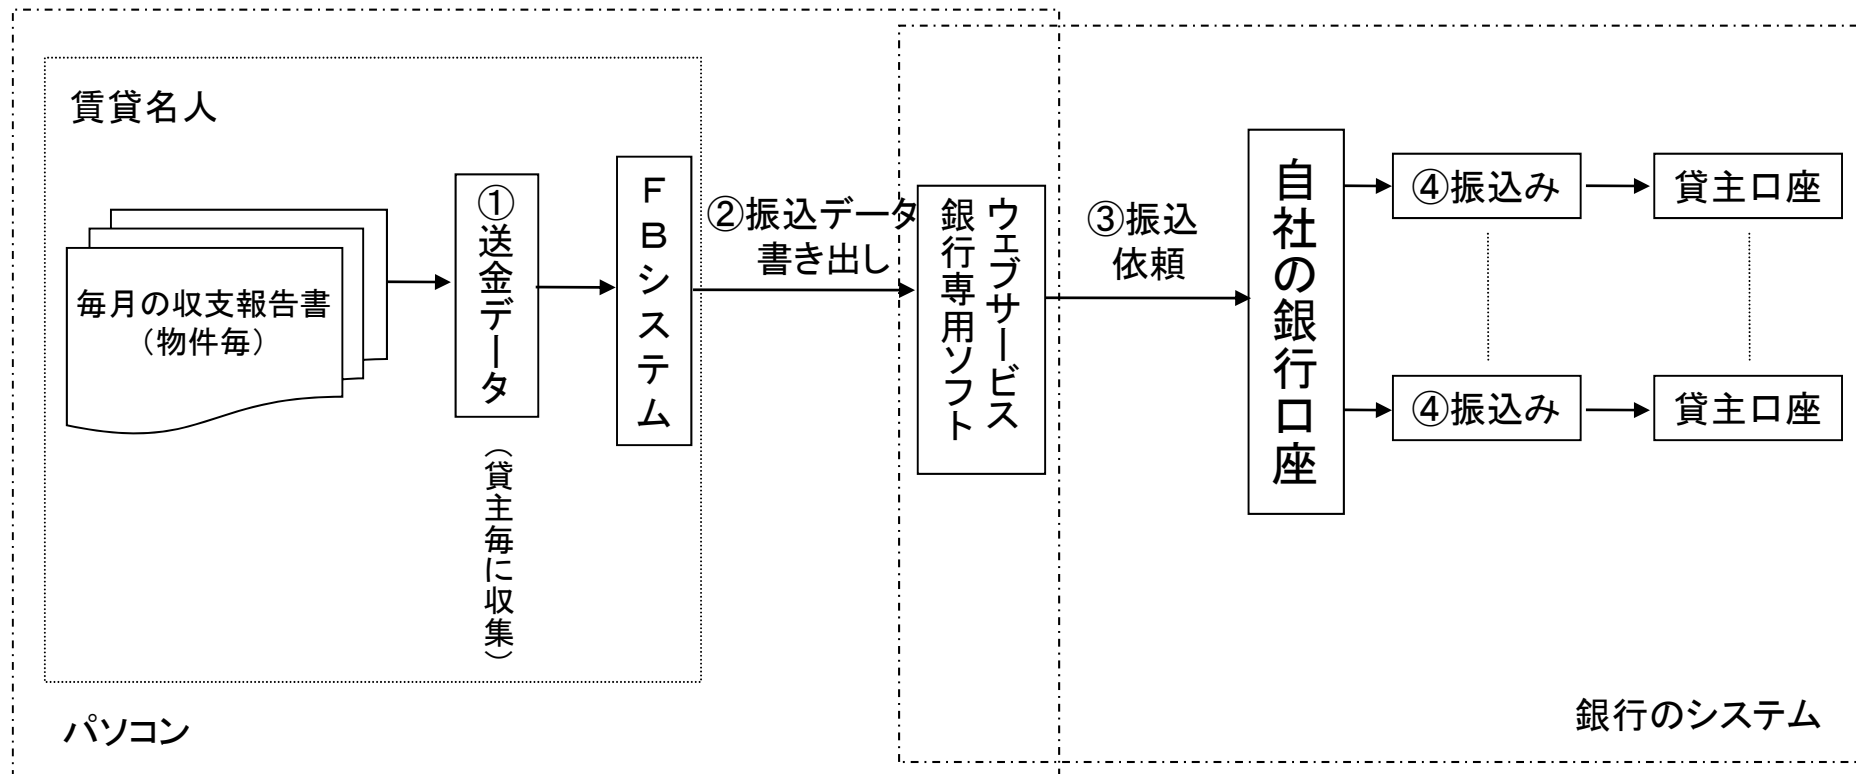 賃貸名人
毎月の収支報告書
（物件毎）
①送金データ
（貸主毎に収集）
ＦＢシステム
②振込データ
書き出し
ウェブサービス
銀行専用ソフト
③振込
依頼
自社の銀行口座
④振込み
貸主口座
④振込み
貸主口座
パソコン
銀行のシステム